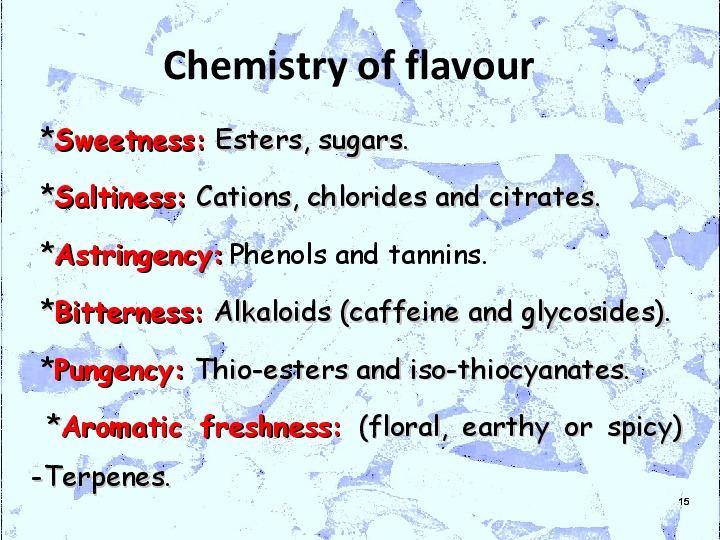 Chemistry of flavour
*Sweetness: Esters, sugars.
*Saltiness: Cations, chlorides and citrates.
*Astringency: Phenols and tannins.
*Bitterness: Alkaloids (caffeine and glycosides).
*Pungency: Thio-esters and iso-thiocyanates.
*Aromatic freshness: (floral, earthy or spicy)
-Terpenes.
15